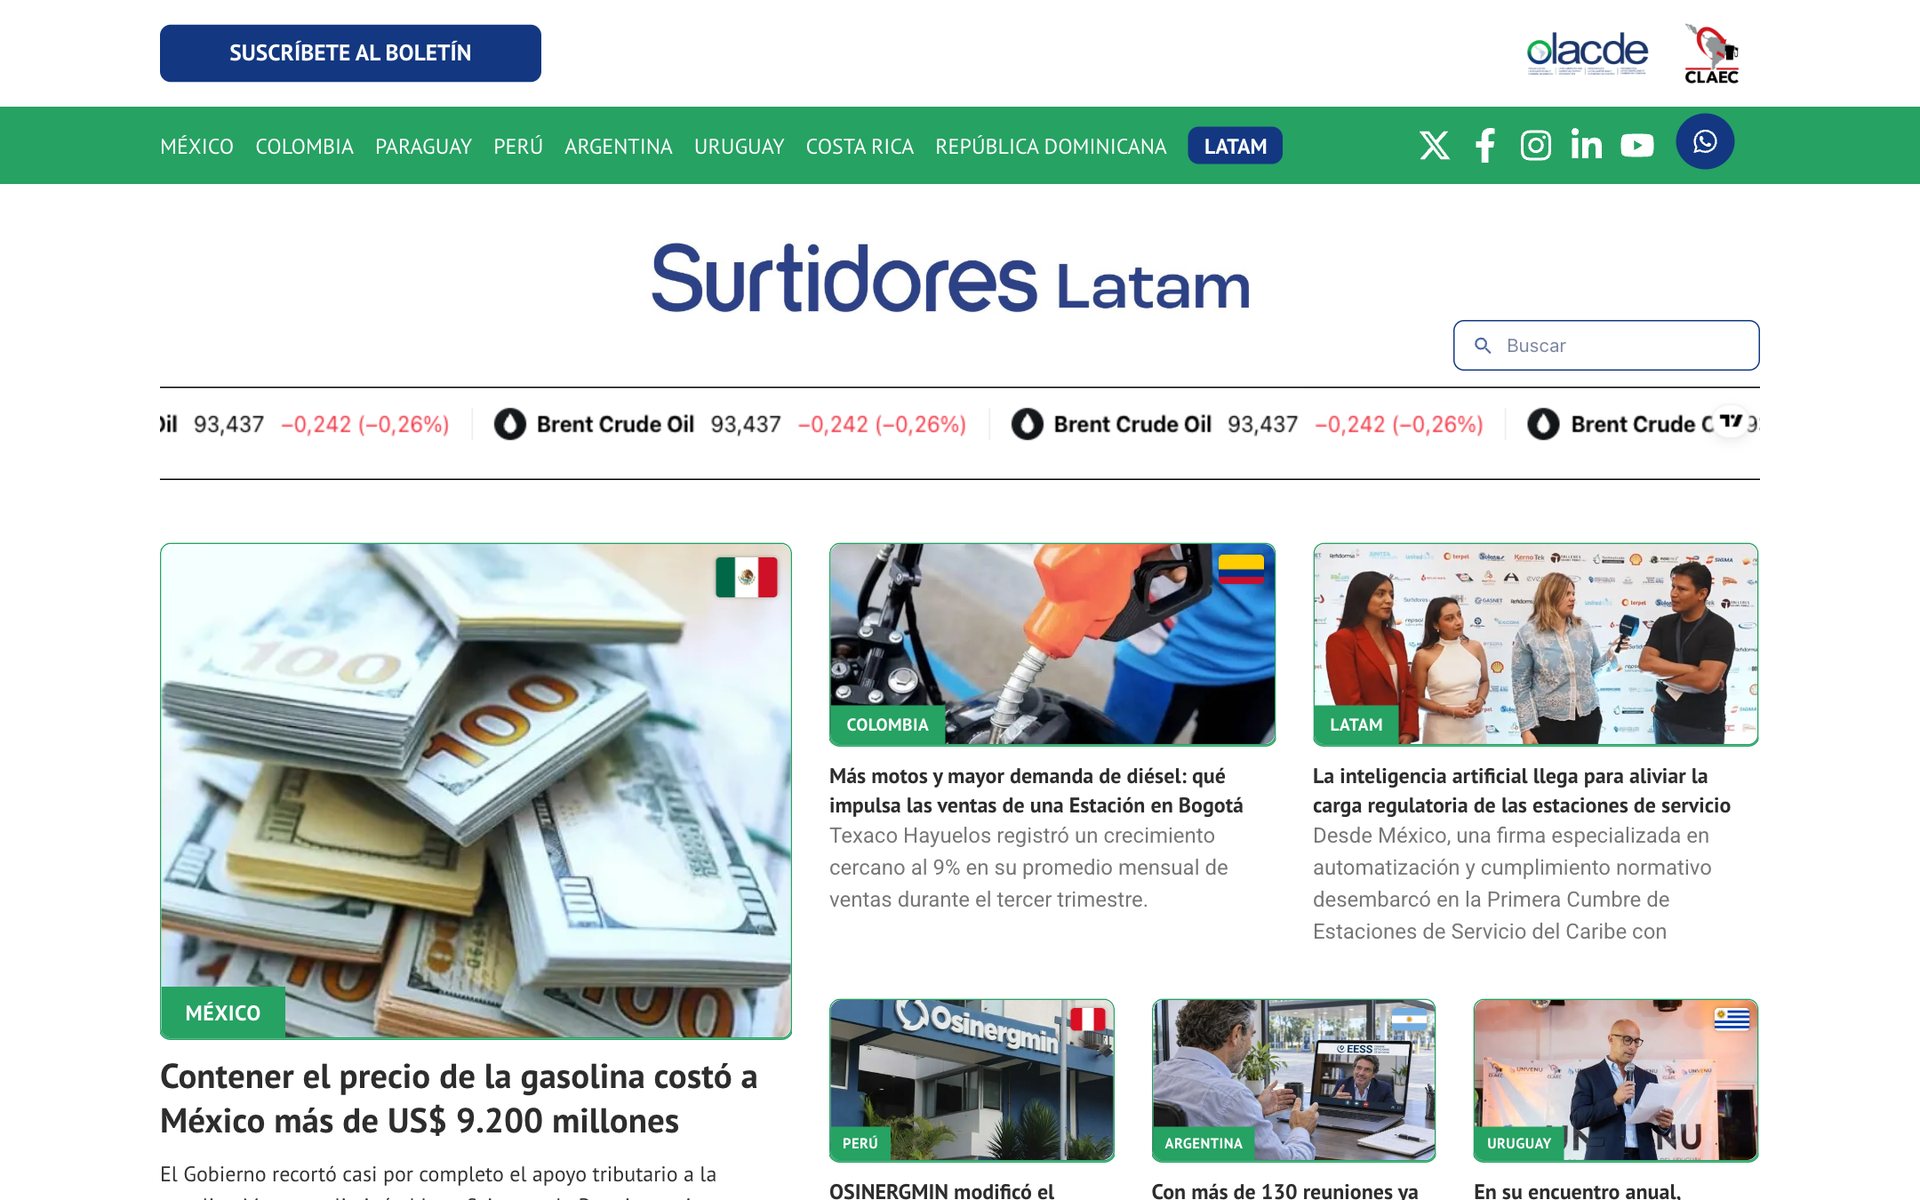 SUSCRÍBETE AL BOLETÍN
olacde
CLAEC
MÉXICO COLOMBIA PARAGUAY PERÚ ARGENTINA URUGUAY COSTA RICA REPÚBLICA DOMINICANA LATAM
Surtidores Latam
Buscar
Oil 93,437 −0,242 (−0,26%) Brent Crude Oil 93,437 −0,242 (−0,26%) Brent Crude Oil 93,437 −0,242 (−0,26%) Brent Crude
100
100
MÉXICO
Contener el precio de la gasolina costó a
México más de US$ 9.200 millones
El Gobierno recortó casi por completo el apoyo tributario a la
COLOMBIA
Más motos y mayor demanda de diésel: qué
impulsa las ventas de una Estación en Bogotá
Texaco Hayuelos registró un crecimiento
cercano al 9% en su promedio mensual de
ventas durante el tercer trimestre.
LATAM
La inteligencia artificial llega para aliviar la
carga regulatoria de las estaciones de servicio
Desde México, una firma especializada en
automatización y cumplimiento normativo
desembarcó en la Primera Cumbre de
Estaciones de Servicio del Caribe con
Osinergmin
PERÚ
OSINERGMIN modificó el
EESS
ARGENTINA
Con más de 130 reuniones ya
UNVENU
URUGUAY
En su encuentro anual,